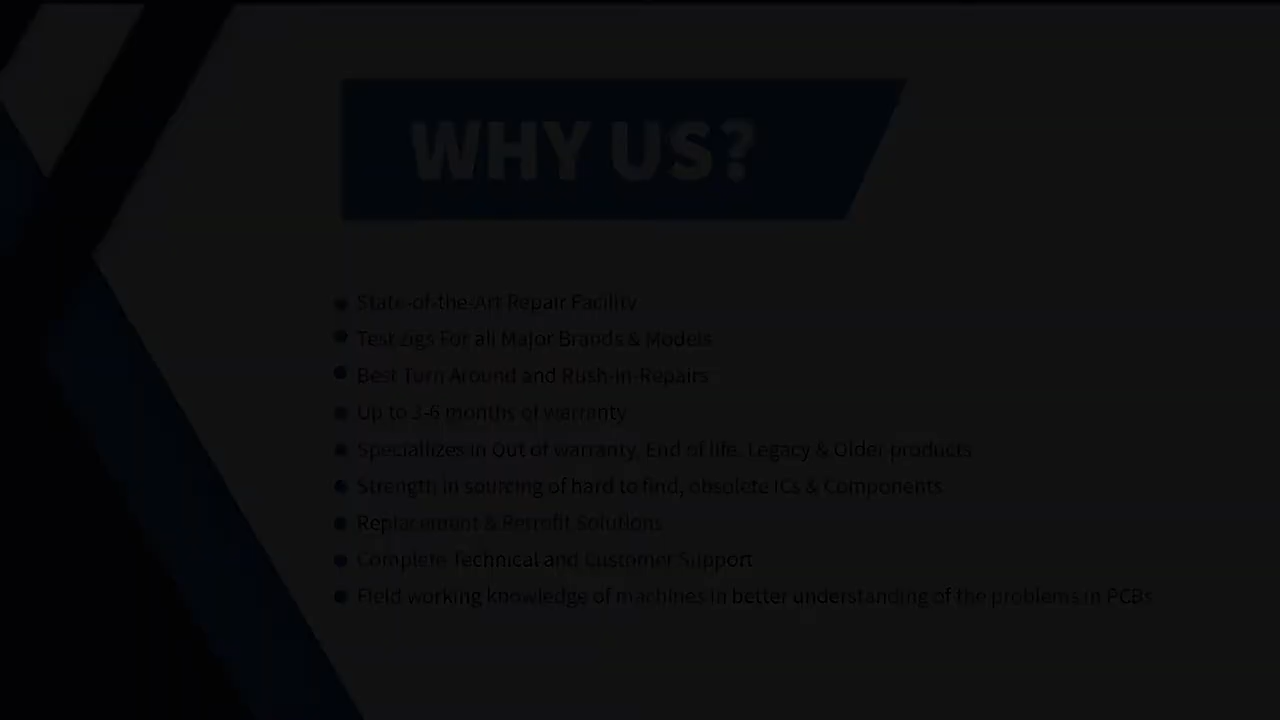 WHY US?
State-of-the-Art Repair Facility
Test Zigs For all Major Brands & Models
Best Turn Around and Rush-in-Repairs
Up to 3-6 months of warranty
Speciallizes in Out of warranty, End of life, Legacy & Older products
Strength in sourcing of hard to find, obsolete ICs & Components
Replacement & Retrofit Solutions
Complete Technical and Customer Support
Field working knowledge of machines in better understanding of the problems in PCBs